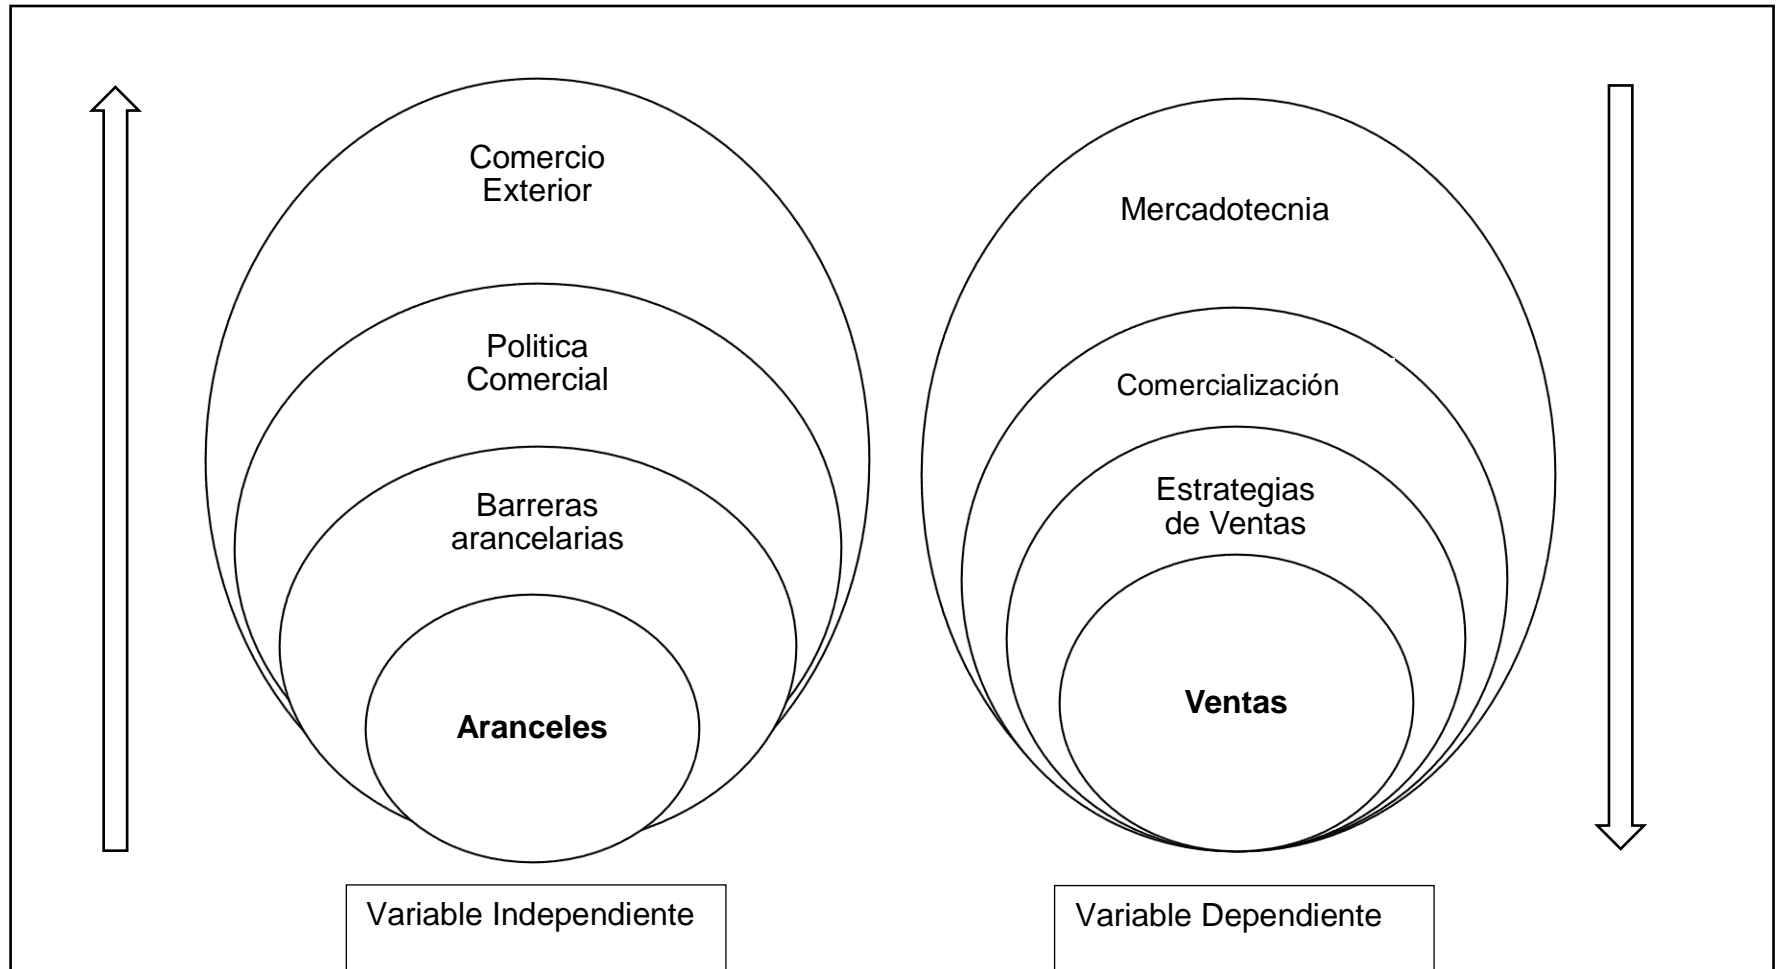 Comercio
Exterior
Politica
Comercial
Barreras
arancelarias
Aranceles
Variable Independiente
Mercadotecnia
Comercialización
Estrategias
de Ventas
Ventas
Variable Dependiente